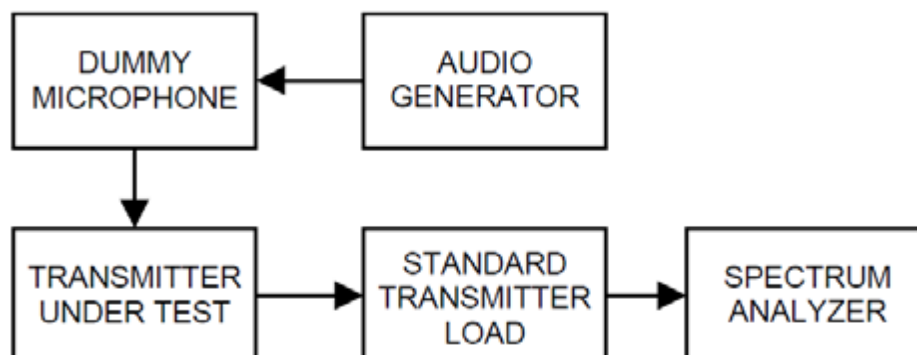 DUMMY
MICROPHONE
AUDIO
GENERATOR
TRANSMITTER
UNDER TEST
STANDARD
TRANSMITTER
LOAD
SPECTRUM
ANALYZER